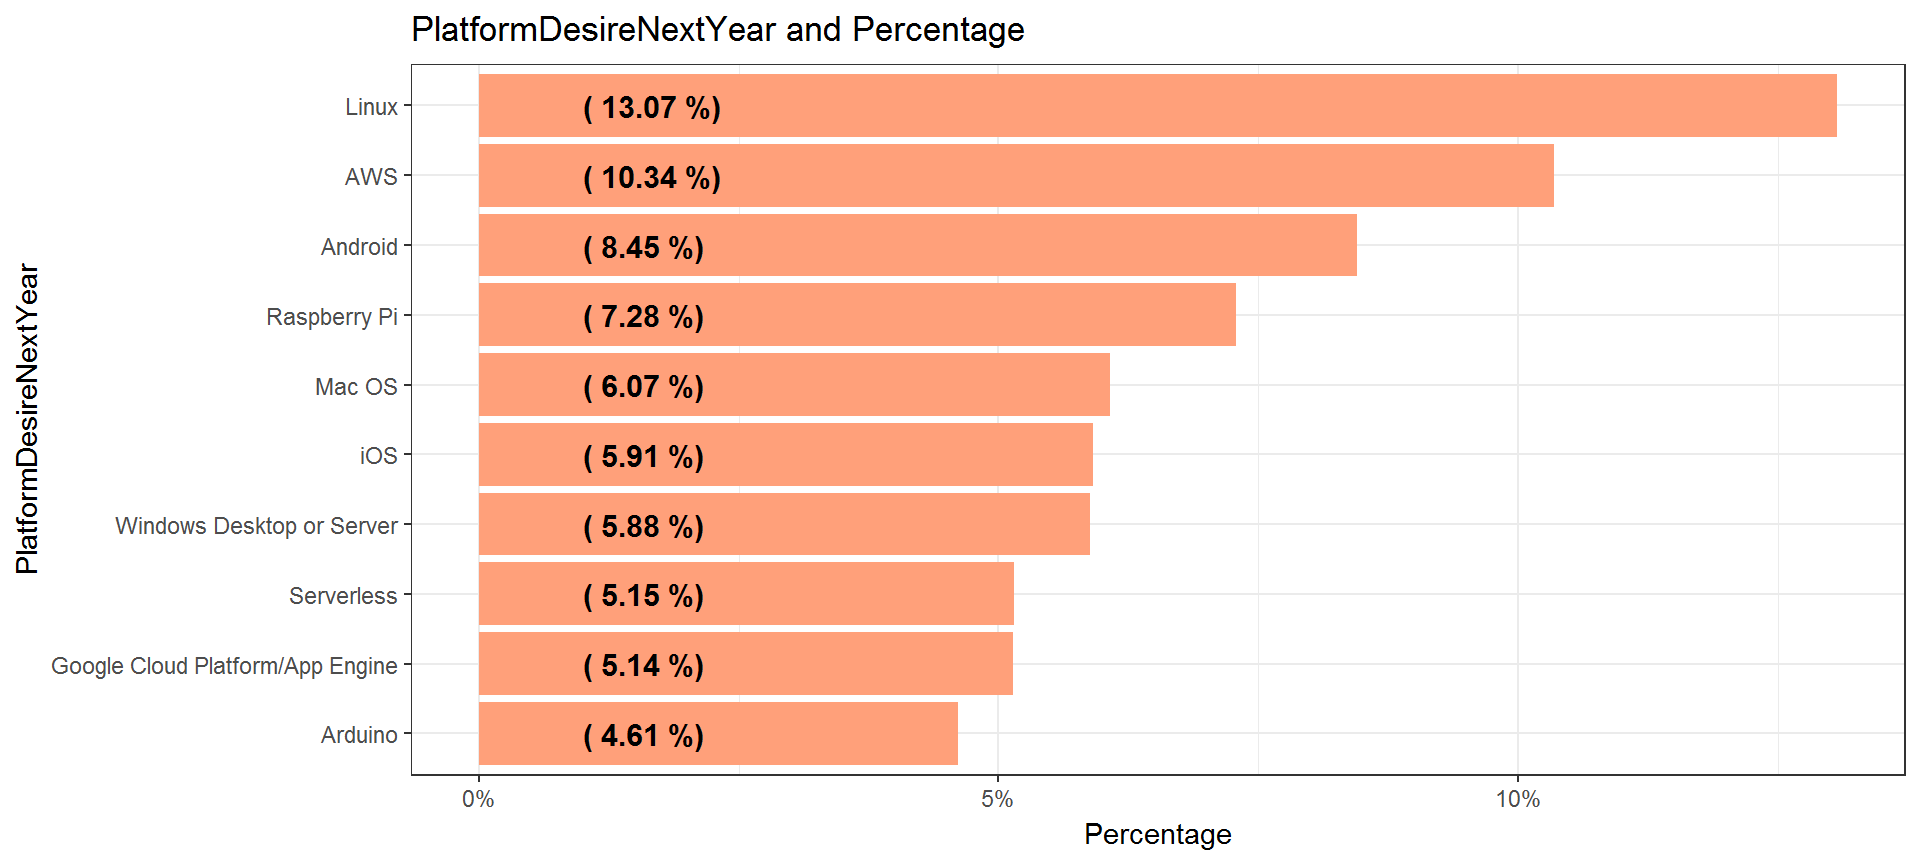 PlatformDesireNextYear and Percentage
PlatformDesireNextYear
Linux ( 13.07 %)
AWS ( 10.34 %)
Android ( 8.45 %)
Raspberry Pi ( 7.28 %)
Mac OS ( 6.07 %)
iOS ( 5.91 %)
Windows Desktop or Server ( 5.88 %)
Serverless ( 5.15 %)
Google Cloud Platform/App Engine ( 5.14 %)
Arduino ( 4.61 %)
0% 5% 10%
Percentage